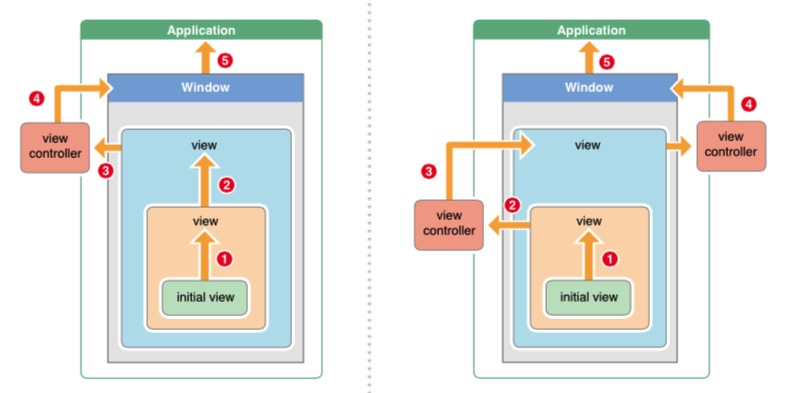 Application
5
Window
4
view
controller
view
3
2
view
1
initial view
Application
5
Window
4
view
controller
view
3
2
view
controller
view
1
initial view